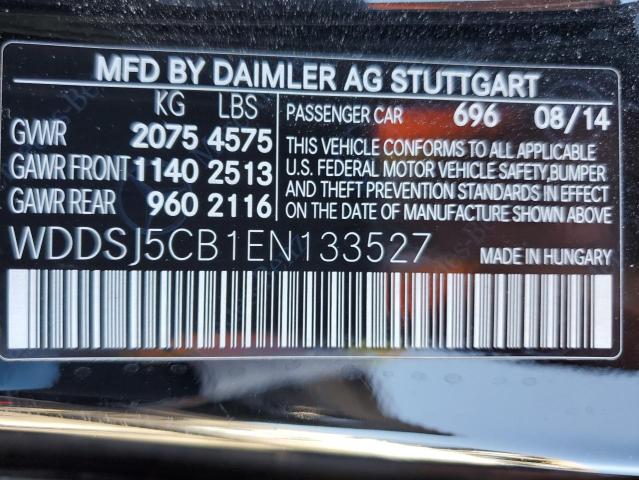 MFD BY DAIMLER AG STUTTGART
KG LBS
GVWR 2075 4575
GAWR FRONT 1140 2513
GAWR REAR 960 2116
PASSENGER CAR 696 08/14
THIS VEHICLE CONFORMS TO ALL APPLICABLE
U.S. FEDERAL MOTOR VEHICLE SAFETY,BUMPER
AND THEFT PREVENTION STANDARDS IN EFFECT
ON THE DATE OF MANUFACTURE SHOWN ABOVE
WDDSJ5CB1EN133527
MADE IN HUNGARY